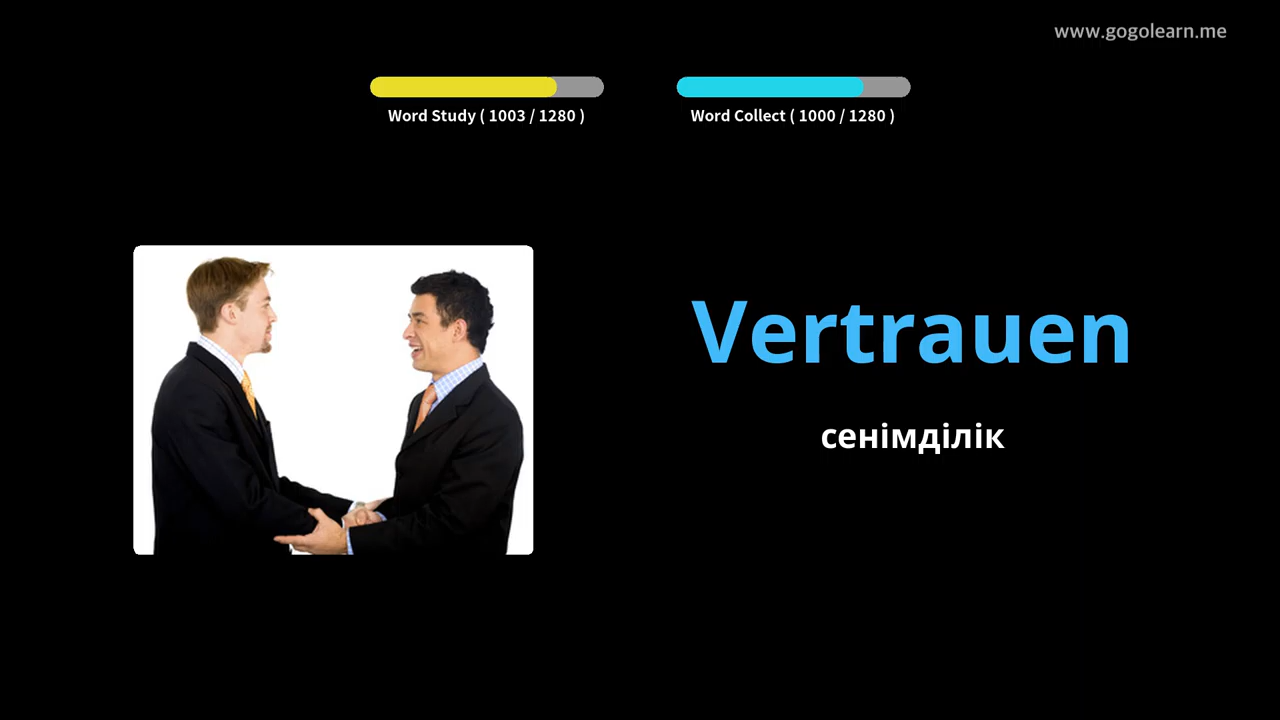 www.gogolearn.me
Word Study ( 1003 / 1280 )
Word Collect ( 1000 / 1280 )
Vertrauen
сенімділік